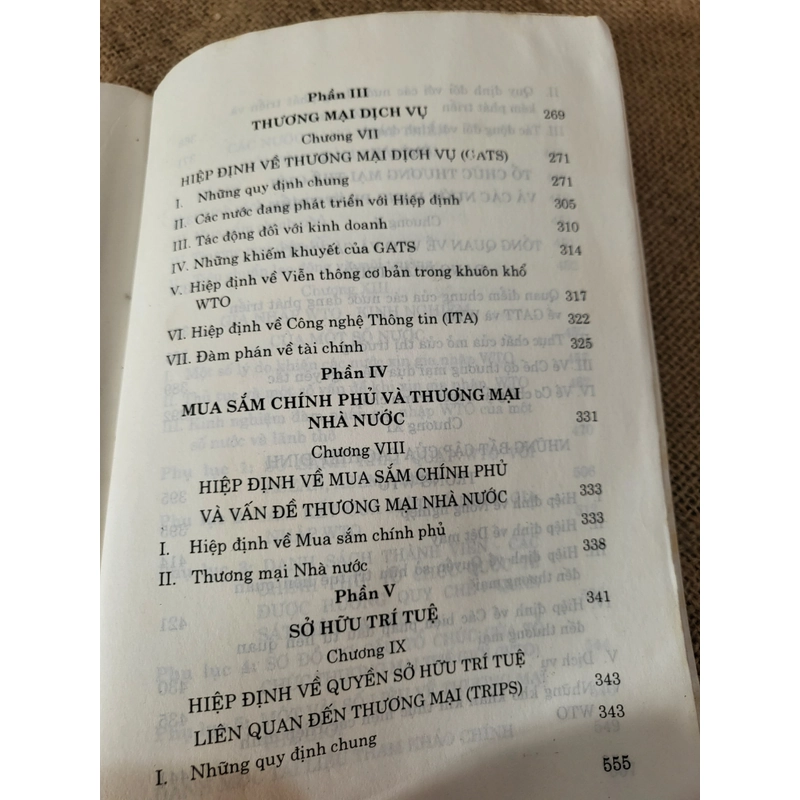 Phần III
THƯƠNG MẠI DỊCH VỤ 269
Chương VII
HIỆP ĐỊNH VỀ THƯƠNG MẠI DỊCH VỤ (GATS) 271
I. Những quy định chung 271
II. Các nước đang phát triển với Hiệp định 305
III. Tác động đối với kinh doanh 310
IV. Những khiếm khuyết của GATS 314
V. Hiệp định về Viễn thông cơ bản trong khuôn khổ
WTO 317
VI. Hiệp định về Công nghệ Thông tin (ITA) 322
VII. Đàm phán về tài chính 325
Phần IV
MUA SẮM CHÍNH PHỦ VÀ THƯƠNG MẠI
NHÀ NƯỚC 331
Chương VIII
HIỆP ĐỊNH VỀ MUA SẮM CHÍNH PHỦ
VÀ VẤN ĐỀ THƯƠNG MẠI NHÀ NƯỚC 333
I. Hiệp định về Mua sắm chính phủ 333
II. Thương mại Nhà nước 338
Phần V
SỞ HỮU TRÍ TUỆ 341
Chương IX
HIỆP ĐỊNH VỀ QUYỀN SỞ HỮU TRÍ TUỆ
LIÊN QUAN ĐẾN THƯƠNG MẠI (TRIPS) 343
I. Những quy định chung 343
555